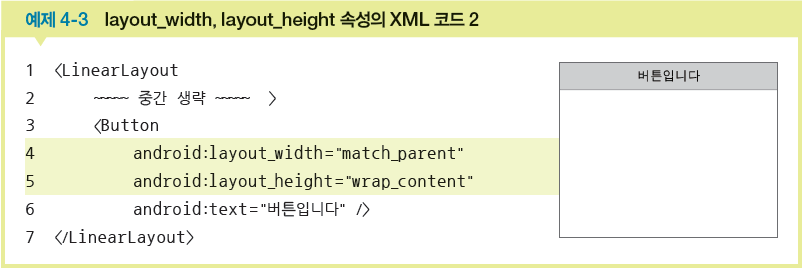 예제 4-3 layout_width, layout_height 속성의 XML 코드 2
1 <LinearLayout
2 ~~~~~ 중간 생략 ~~~~~ >
3 <Button
4 android:layout_width="match_parent"
5 android:layout_height="wrap_content"
6 android:text="버튼입니다" />
7 </LinearLayout>
버튼입니다